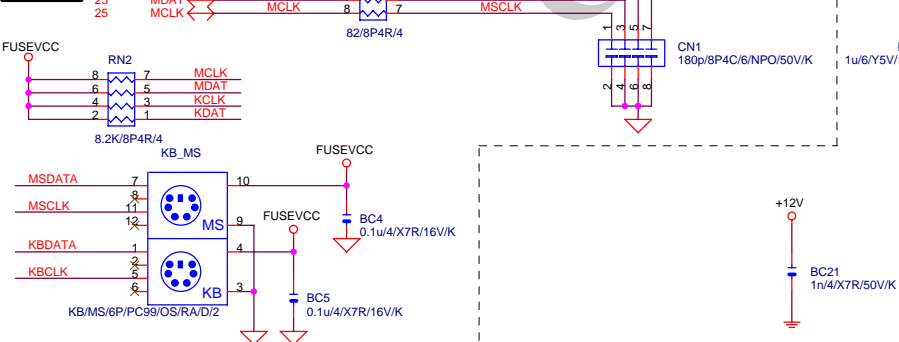 25 MDAT
25 MCLK MCLK 8 7 MSCLK
82/8P4R/4
1 3 5 7
CN1
180p/8P4C/6/NPO/50V/K
1u/6/Y5V/
2 4 6 8
FUSEVCC
RN2
8 7 MCLK
6 5 MDAT
4 3 KCLK
2 1 KDAT
8.2K/8P4R/4
KB_MS
FUSEVCC
MSDATA 7 10
8
MSCLK 11
12 MS 9
BC4
0.1u/4/X7R/16V/K
FUSEVCC
KBDATA 1 4
2
KBCLK 5
6 KB 3
KB/MS/6P/PC99/OS/RA/D/2
BC5
0.1u/4/X7R/16V/K
+12V
BC21
1n/4/X7R/50V/K